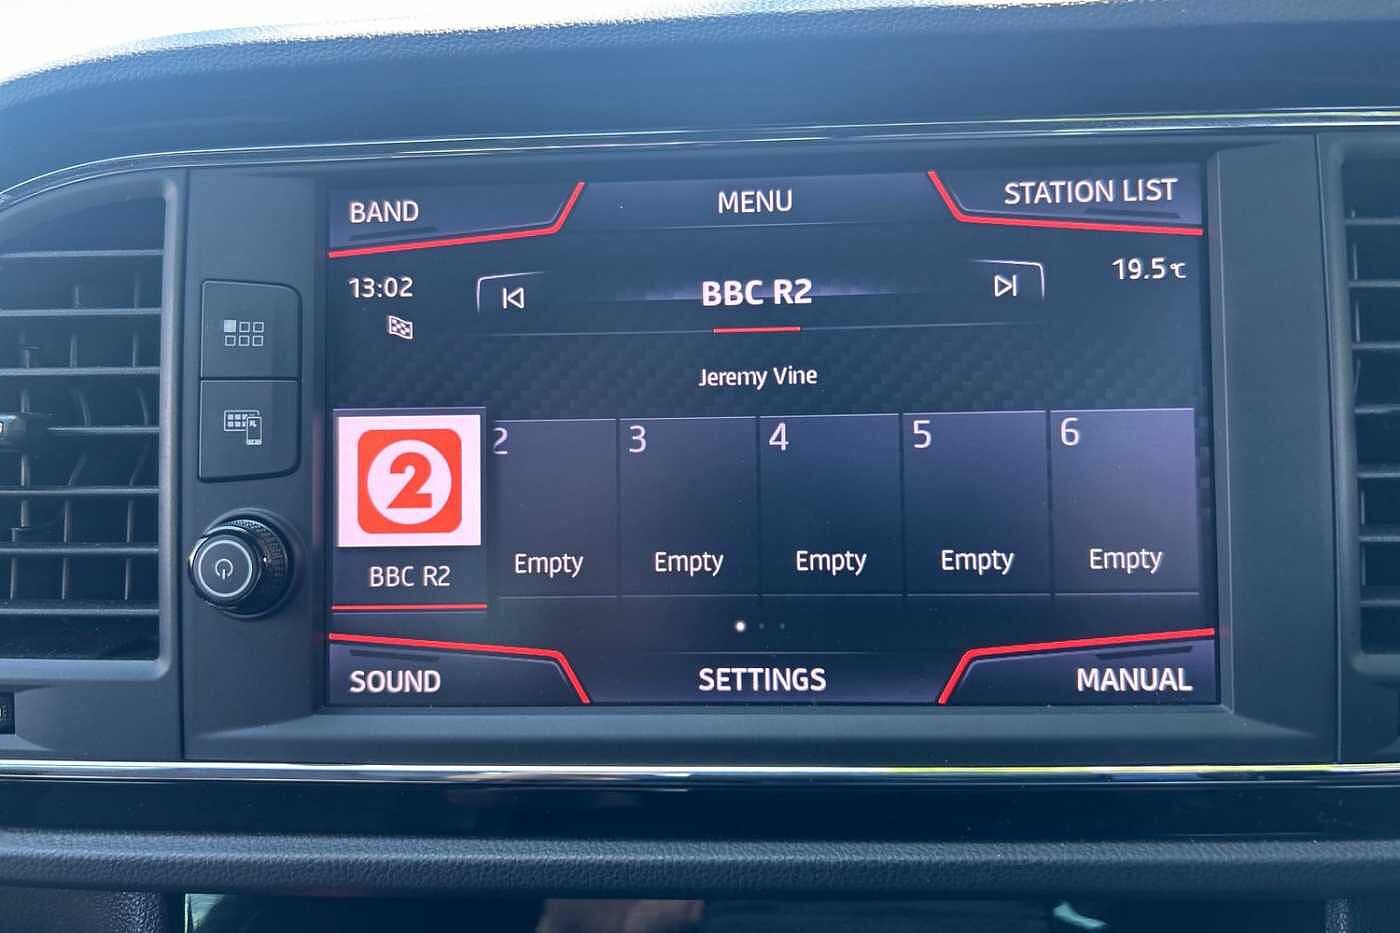 BAND
MENU
STATION LIST
13:02
BBC R2
19.5°C
Jeremy Vine
2
BBC R2
2
Empty
3
Empty
4
Empty
5
Empty
6
Empty
SOUND
SETTINGS
MANUAL